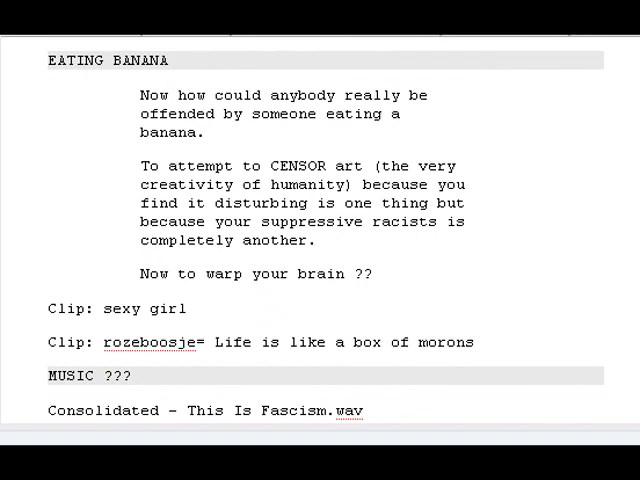 EATING BANANA
Now how could anybody really be
offended by someone eating a
banana.
To attempt to CENSOR art (the very
creativity of humanity) because you
find it disturbing is one thing but
because your suppressive racists is
completely another.
Now to warp your brain ??
Clip: sexy girl
Clip: rozeboosje= Life is like a box of morons
MUSIC ???
Consolidated - This Is Fascism.wav